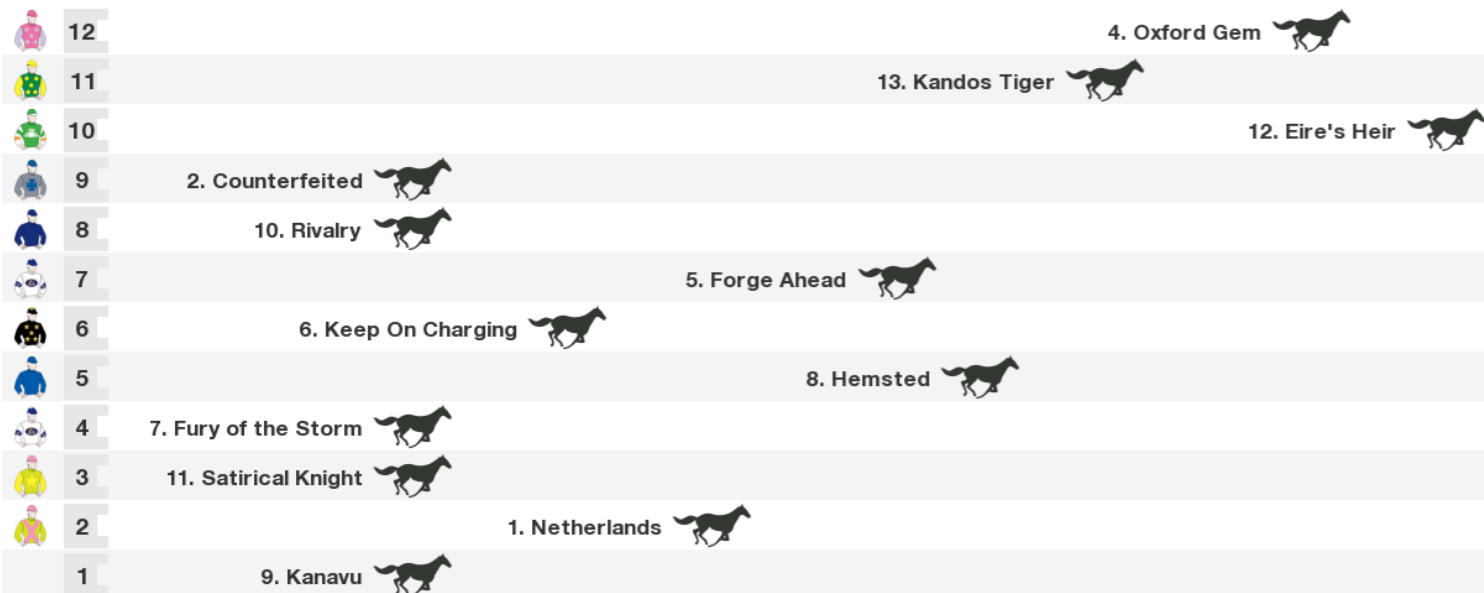 12 4. Oxford Gem
11 13. Kandos Tiger
10 12. Eire's Heir
9 2. Counterfeited
8 10. Rivalry
7 5. Forge Ahead
6 6. Keep On Charging
5 8. Hemsted
4 7. Fury of the Storm
3 11. Satirical Knight
2 1. Netherlands
1 9. Kanavu